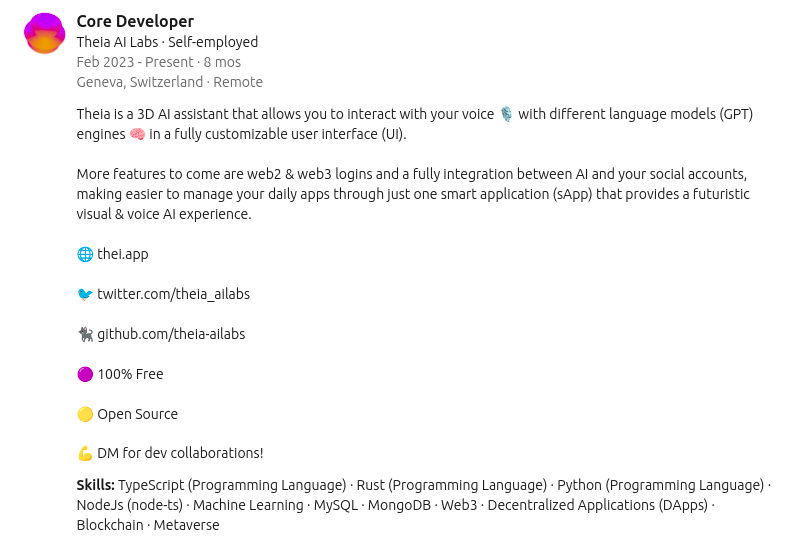 Core Developer
Theia AI Labs · Self-employed
Feb 2023 - Present · 8 mos
Geneva, Switzerland · Remote
Theia is a 3D AI assistant that allows you to interact with your voice 🎙️ with different language models (GPT)
engines 🧠 in a fully customizable user interface (UI).
More features to come are web2 & web3 logins and a fully integration between AI and your social accounts,
making easier to manage your daily apps through just one smart application (sApp) that provides a futuristic
visual & voice AI experience.
🌐 thei.app
🐦 twitter.com/theia_ailabs
🐈‍⬛ github.com/theia-ailabs
🟣 100% Free
🟡 Open Source
💪 DM for dev collaborations!
Skills: TypeScript (Programming Language) · Rust (Programming Language) · Python (Programming Language) ·
NodeJs (node-ts) · Machine Learning · MySQL · MongoDB · Web3 · Decentralized Applications (DApps) ·
Blockchain · Metaverse